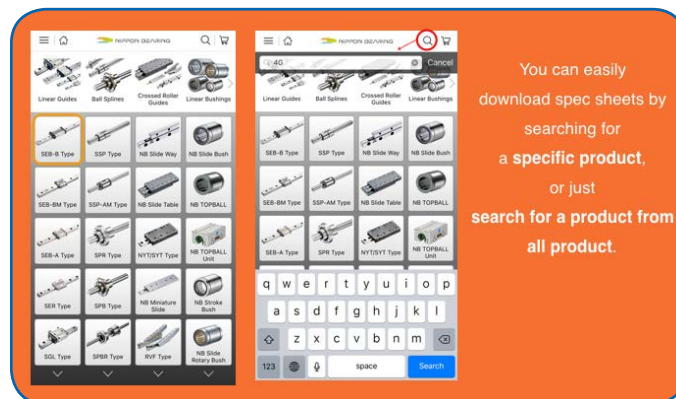 NIPPON BEARING
Linear Guides
Ball Splines
Crossed Roller
Guides
Linear Bushings
SEB-B Type
SSP Type
NB Slide Way
NB Slide Bush
SEB-BM Type
SSP-AM Type
NB Slide Table
NB TOPBALL
SEB-A Type
SPR Type
NYT/SYT Type
NB TOPBALL
Unit
SER Type
SPB Type
NB Miniature
Slide
NB Stroke
Bush
SGL Type
SPBR Type
RVF Type
NB Slide
Rotary Bush
NIPPON BEARING
4G
Cancel
Linear Guides
Ball Splines
Crossed Roller
Guides
Linear Bushings
SEB-B Type
SSP Type
NB Slide Way
NB Slide Bush
SEB-BM Type
SSP-AM Type
NB Slide Table
NB TOPBALL
SEB-A Type
SPR Type
NYT/SYT Type
NB TOPBALL
Unit
q w e r t y u i o p
a s d f g h j k l
z x c v b n m
123
space
Search
You can easily
download spec sheets by
searching for
a specific product,
or just
search for a product from
all product.